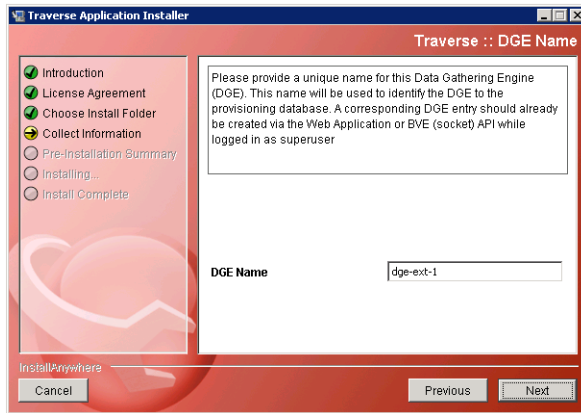 Traverse Application Installer
Traverse :: DGE Name
Introduction
License Agreement
Choose Install Folder
Collect Information
Pre-Installation Summary
Installing...
Install Complete
Please provide a unique name for this Data Gathering Engine
(DGE). This name will be used to identify the DGE to the
provisioning database. A corresponding DGE entry should already
be created via the Web Application or BVE (socket) API while
logged in as superuser
DGE Name
dge-ext-1
InstallAnywhere
Cancel
Previous
Next